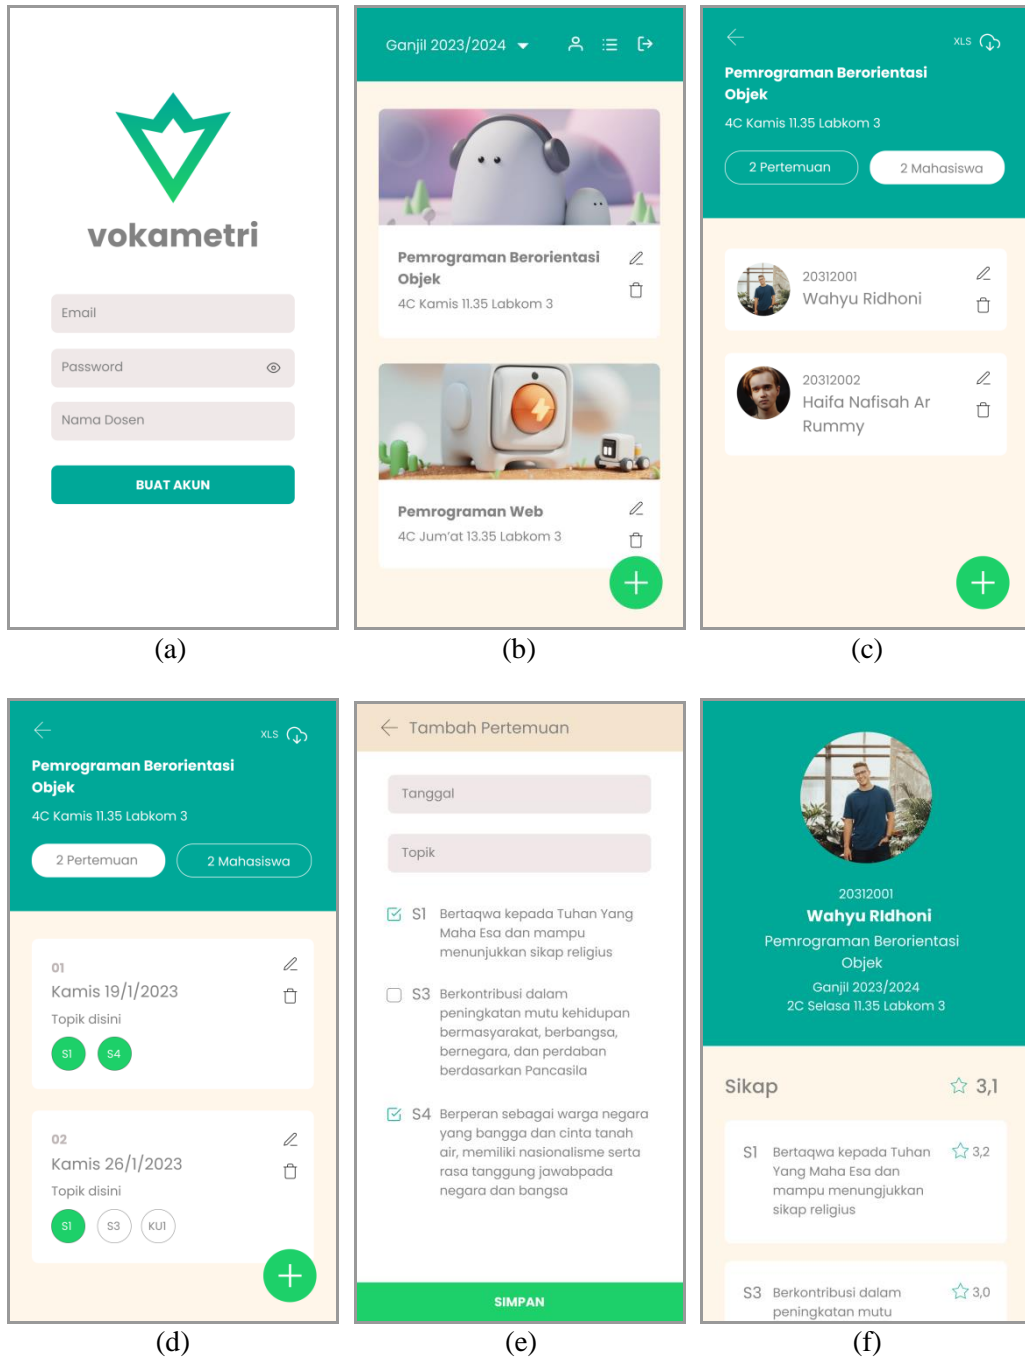 vokametri
Email
Password
Nama Dosen
BUAT AKUN
(a)
Ganjil 2023/2024
Pemrograman Berorientasi
Objek
4C Kamis 11.35 Labkom 3
Pemrograman Web
4C Jum'at 13.35 Labkom 3
(b)
XLS
Pemrograman Berorientasi
Objek
4C Kamis 11.35 Labkom 3
2 Pertemuan
2 Mahasiswa
20312001
Wahyu Ridhoni
20312002
Haifa Nafisah Ar
Rummy
(c)
XLS
Pemrograman Berorientasi
Objek
4C Kamis 11.35 Labkom 3
2 Pertemuan
2 Mahasiswa
01
Kamis 19/1/2023
Topik disini
S1 S4
02
Kamis 26/1/2023
Topik disini
S1 S3 KU1
(d)
Tambah Pertemuan
Tanggal
Topik
S1 Bertaqwa kepada Tuhan Yang
Maha Esa dan mampu
menunjukkan sikap religius
S3 Berkontribusi dalam
peningkatan mutu kehidupan
bermasyarakat, berbangsa,
bernegara, dan perdaban
berdasarkan Pancasila
S4 Berperan sebagai warga negara
yang bangga dan cinta tanah
air, memiliki nasionalisme serta
rasa tanggung jawabpada
negara dan bangsa
SIMPAN
(e)
20312001
Wahyu RIdhoni
Pemrograman Berorientasi
Objek
Ganjil 2023/2024
2C Selasa 11.35 Labkom 3
Sikap 3,1
S1 Bertaqwa kepada Tuhan 3,2
Yang Maha Esa dan
mampu menungjukkan
sikap religius
S3 Berkontribusi dalam 3,0
peningkatan mutu
(f)